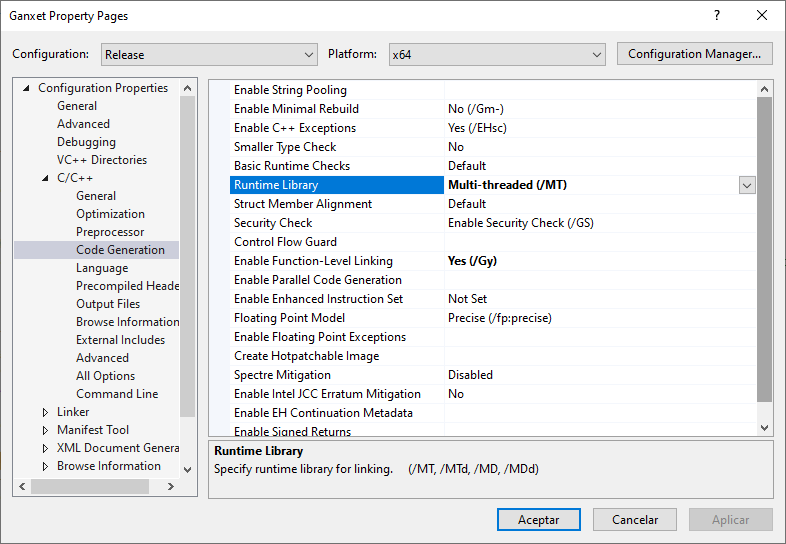 Ganxet Property Pages
Configuration: Release Platform: x64 Configuration Manager...
Configuration Properties
General
Advanced
Debugging
VC++ Directories
C/C++
General
Optimization
Preprocessor
Code Generation
Language
Precompiled Heade
Output Files
Browse Information
External Includes
Advanced
All Options
Command Line
Linker
Manifest Tool
XML Document Genera
Browse Information
Enable String Pooling
Enable Minimal Rebuild No (/Gm-)
Enable C++ Exceptions Yes (/EHsc)
Smaller Type Check No
Basic Runtime Checks Default
Runtime Library Multi-threaded (/MT)
Struct Member Alignment Default
Security Check Enable Security Check (/GS)
Control Flow Guard
Enable Function-Level Linking Yes (/Gy)
Enable Parallel Code Generation
Enable Enhanced Instruction Set Not Set
Floating Point Model Precise (/fp:precise)
Enable Floating Point Exceptions
Create Hotpatchable Image
Spectre Mitigation Disabled
Enable Intel JCC Erratum Mitigation No
Enable EH Continuation Metadata
Enable Signed Returns
Runtime Library
Specify runtime library for linking. (/MT, /MTd, /MD, /MDd)
Aceptar Cancelar Aplicar